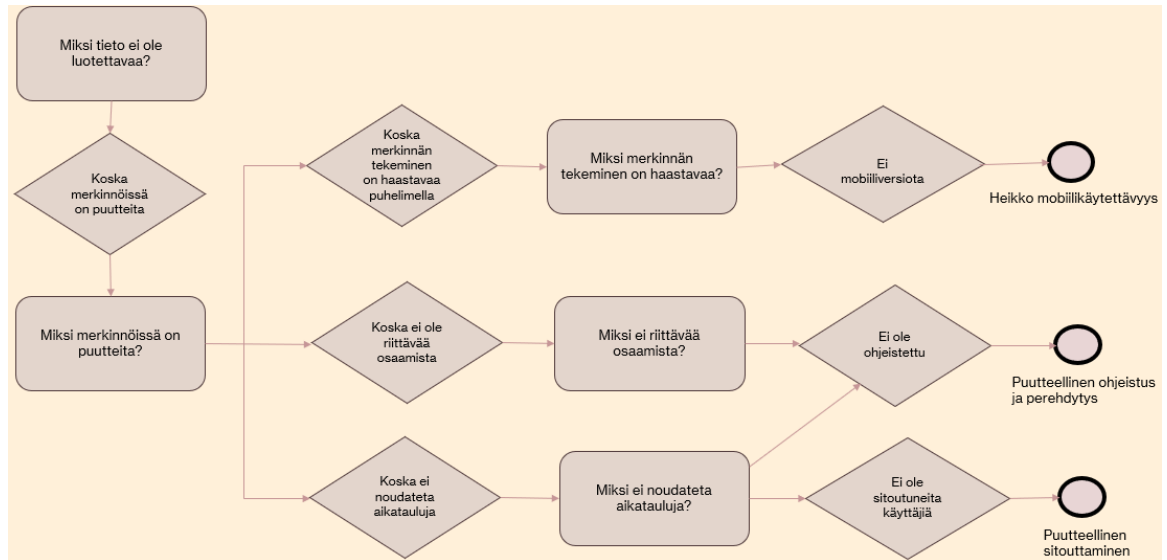 Miksi tieto ei ole
luotettavaa?
Koska
merkinnöissä
on puutteita
Miksi merkinnöissä on
puutteita?
Koska
merkinnän
tekeminen
on haastavaa
puhelimella
Miksi merkinnän
tekeminen on haastavaa?
Ei
mobiiliversiota
Heikko mobiilikäytettävyys
Koska ei ole
riittävää
osaamista
Miksi ei riittävää
osaamista?
Ei ole
ohjeistettu
Puutteellinen ohjeistus
ja perehdytys
Koska ei
noudateta
aikatauluja
Miksi ei noudateta
aikatauluja?
Ei ole
sitoutuneita
käyttäjiä
Puutteellinen
sitouttaminen